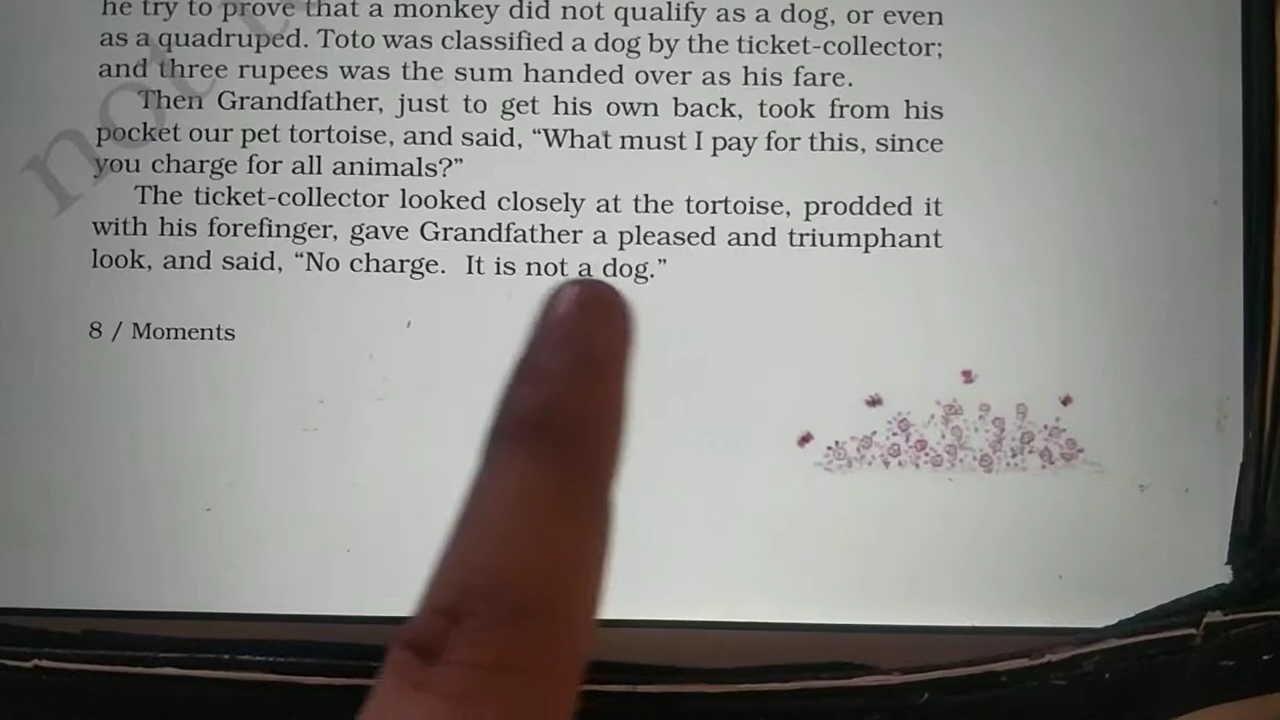 he try to prove that a monkey did not qualify as a dog, or even
as a quadruped. Toto was classified a dog by the ticket-collector;
and three rupees was the sum handed over as his fare.
Then Grandfather, just to get his own back, took from his
pocket our pet tortoise, and said, “What must I pay for this, since
you charge for all animals?”
The ticket-collector looked closely at the tortoise, prodded it
with his forefinger, gave Grandfather a pleased and triumphant
look, and said, “No charge. It is not a dog.”
8 / Moments
not